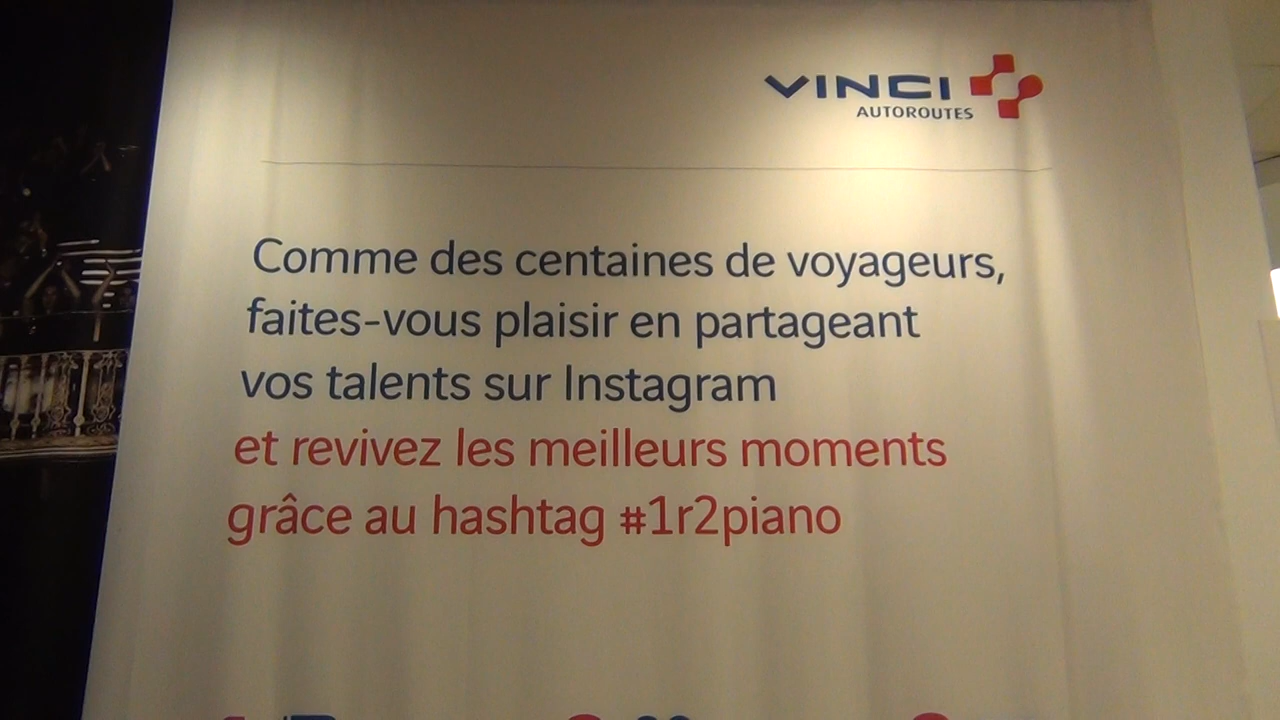 VINCI
AUTOROUTES
Comme des centaines de voyageurs,
faites-vous plaisir en partageant
vos talents sur Instagram
et revivez les meilleurs moments
grâce au hashtag #1r2piano